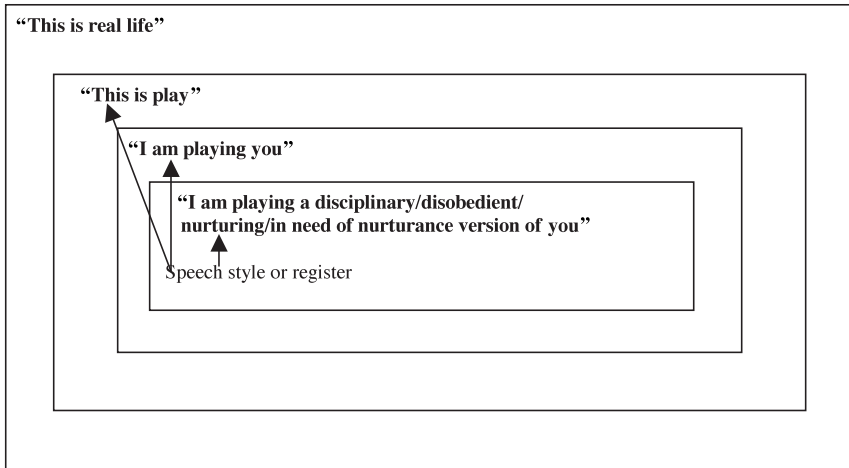 “This is real life”
“This is play”
“I am playing you”
“I am playing a disciplinary/disobedient/
nurturing/in need of nurturance version of you”
Speech style or register